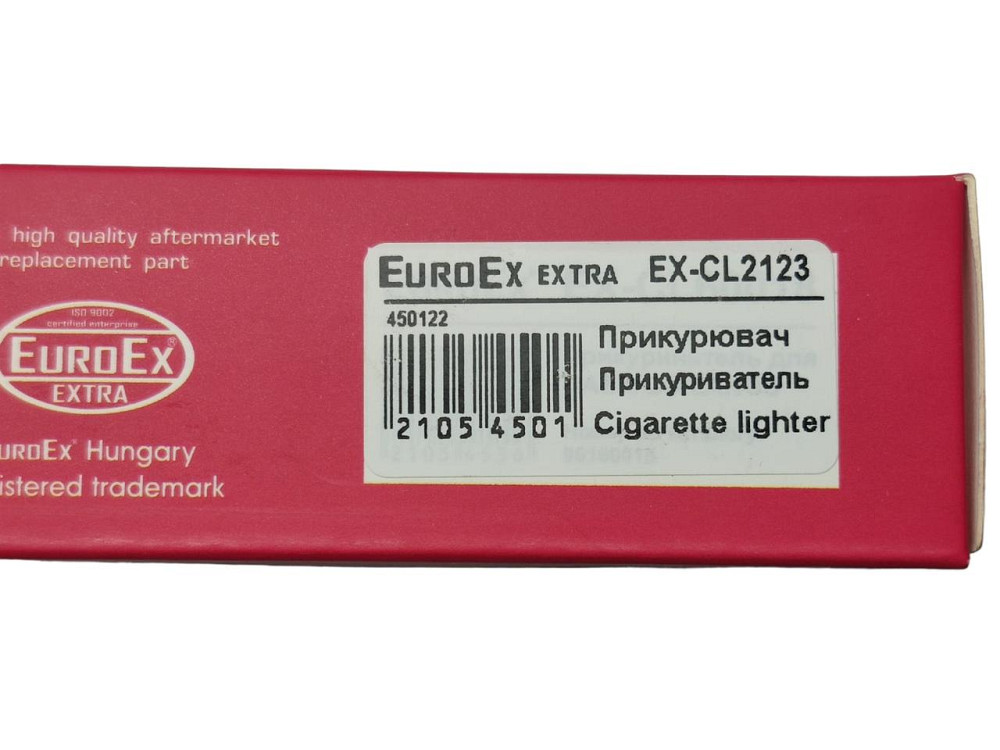 high quality aftermarket
replacement part
ISO 9002
certified enterprise
EUROEX®
EXTRA
UROEX® Hungary
istered trademark
EUROEX EXTRA EX-CL2123
450122
Прикурювач
Прикуриватель
Cigarette lighter
2105 4501